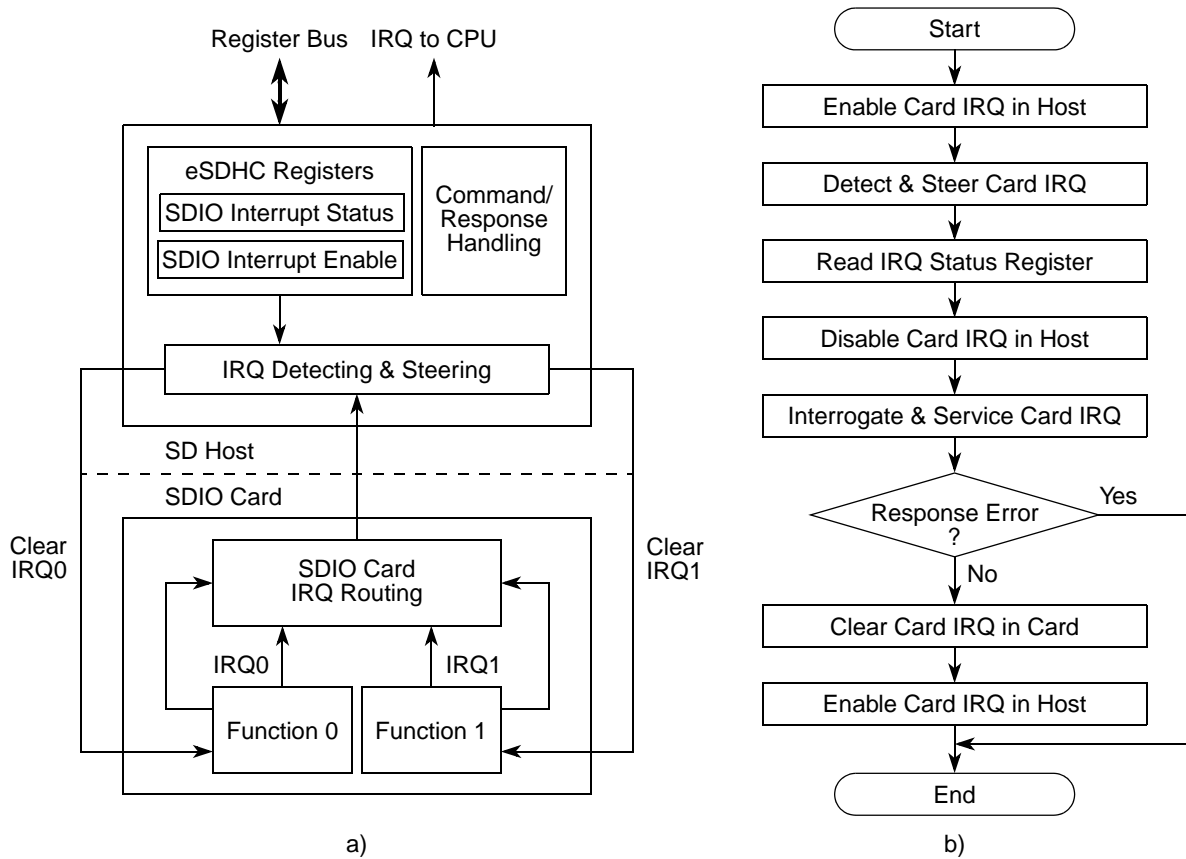 Register Bus
IRQ to CPU
eSDHC Registers
SDIO Interrupt Status
SDIO Interrupt Enable
Command/
Response
Handling
IRQ Detecting & Steering
SD Host
SDIO Card
Clear
IRQ0
Clear
IRQ1
SDIO Card
IRQ Routing
IRQ0
IRQ1
Function 0
Function 1
a)
Start
Enable Card IRQ in Host
Detect & Steer Card IRQ
Read IRQ Status Register
Disable Card IRQ in Host
Interrogate & Service Card IRQ
Response Error
?
Yes
No
Clear Card IRQ in Card
Enable Card IRQ in Host
End
b)